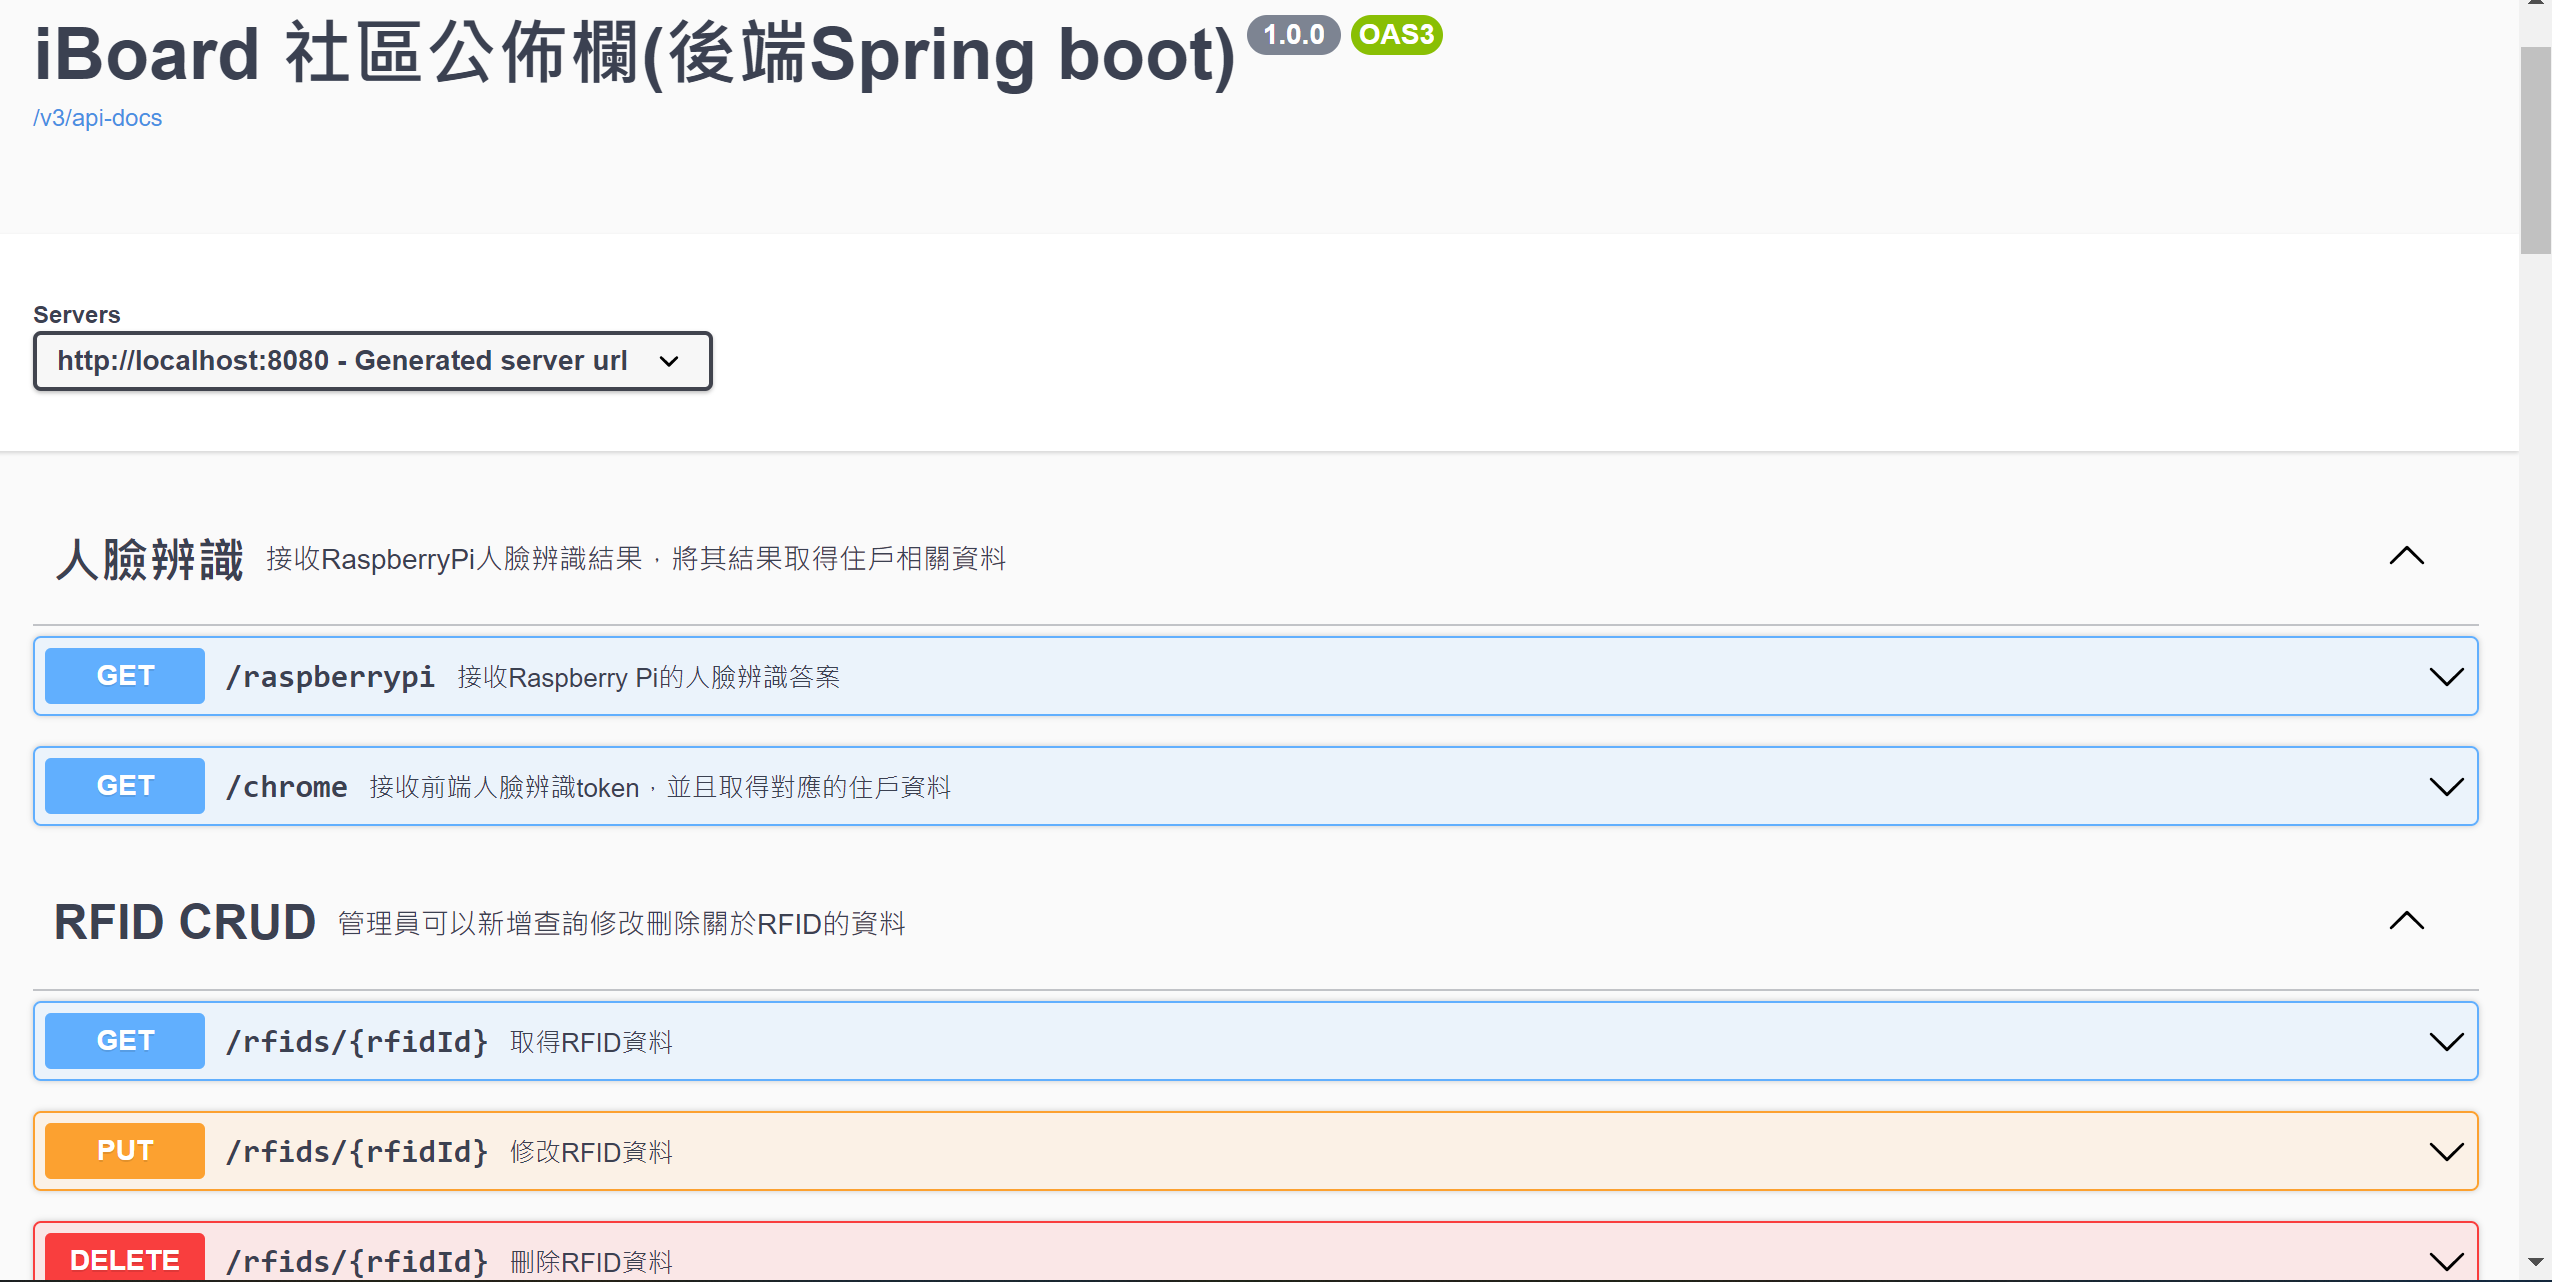 iBoard 社區公佈欄(後端Spring boot) 1.0.0 OAS3
/v3/api-docs
Servers
http://localhost:8080 - Generated server url
人臉辨識 接收RaspberryPi人臉辨識結果，將其結果取得住戶相關資料
GET /raspberrypi 接收Raspberry Pi的人臉辨識答案
GET /chrome 接收前端人臉辨識token，並且取得對應的住戶資料
RFID CRUD 管理員可以新增查詢修改刪除關於RFID的資料
GET /rfids/{rfidId} 取得RFID資料
PUT /rfids/{rfidId} 修改RFID資料
DELETE /rfids/{rfidId} 刪除RFID資料